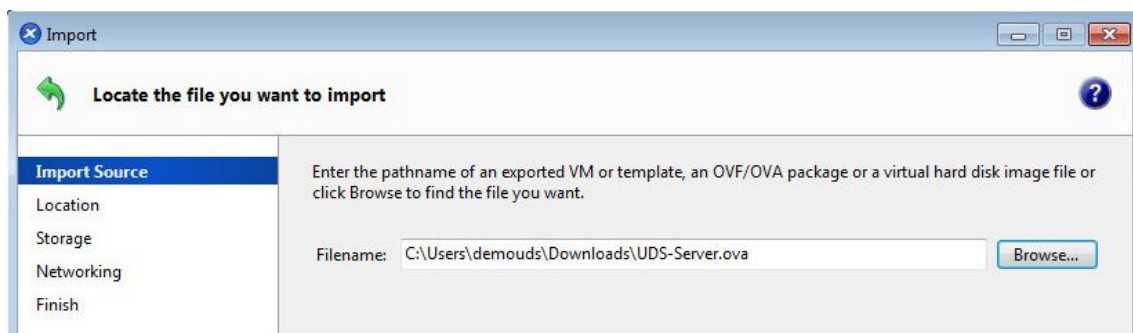 Import
Locate the file you want to import
?
Import Source
Location
Storage
Networking
Finish
Enter the pathname of an exported VM or template, an OVF/OVA package or a virtual hard disk image file or
click Browse to find the file you want.
Filename: C:\Users\demouds\Downloads\UDS-Server.ova Browse...